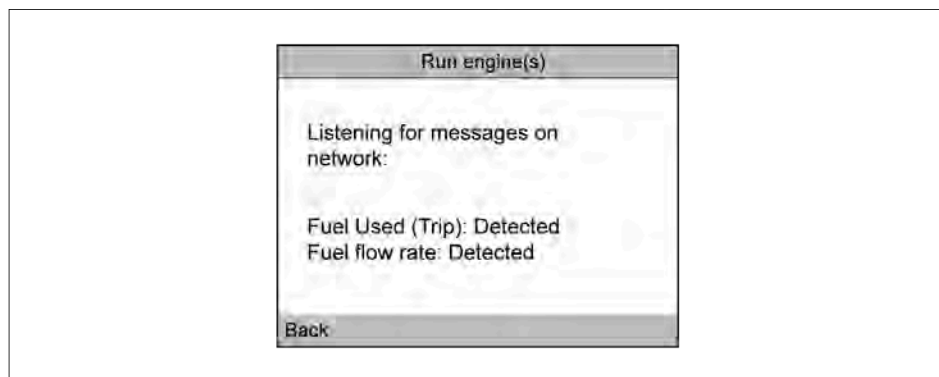 Run engine(s)
Listening for messages on
network:
Fuel Used (Trip): Detected
Fuel flow rate: Detected
Back